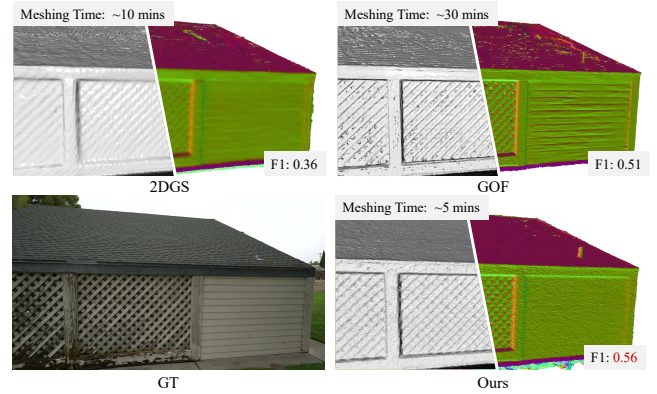 Meshing Time: ~10 mins
F1: 0.36
2DGS
Meshing Time: ~30 mins
F1: 0.51
GOF
GT
Meshing Time: ~5 mins
F1: 0.56
Ours